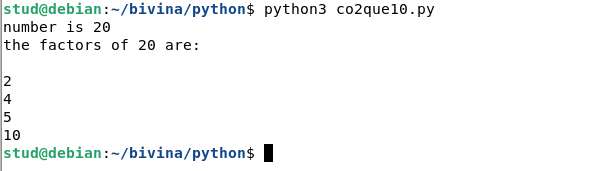 stud@debian:~/bivina/python$ python3 co2que10.py
number is 20
the factors of 20 are:
2
4
5
10
stud@debian:~/bivina/python$